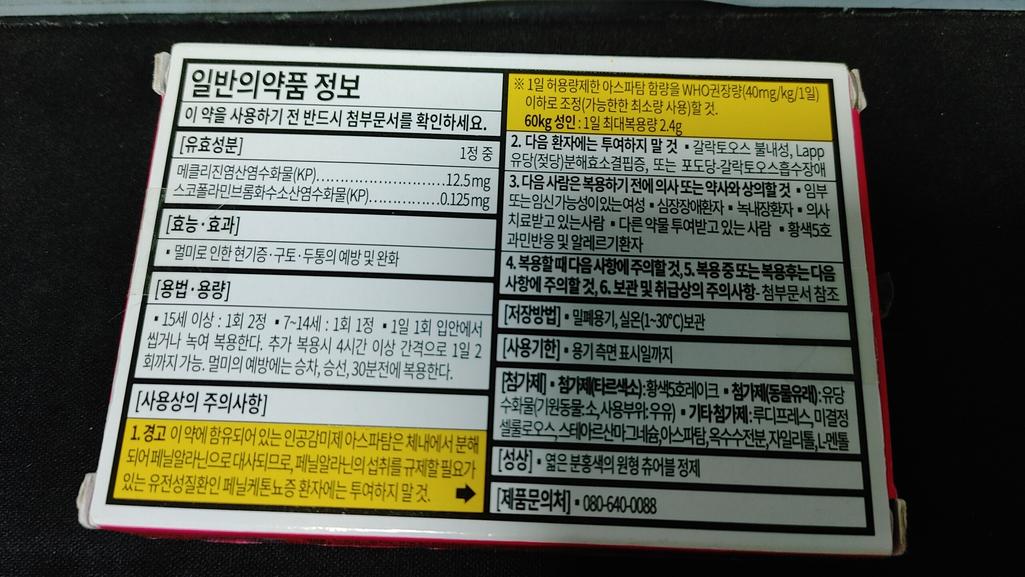 일반의약품 정보
이 약을 사용하기 전 반드시 첨부문서를 확인하세요.
[유효성분] 1정 중
메클리진염산염수화물(KP)........................12.5mg
스코폴라민브롬화수소산염수화물(KP)................0.125mg
[효능·효과]
▪ 멀미로 인한 현기증·구토·두통의 예방 및 완화
[용법·용량]
▪ 15세 이상 : 1회 2정 ▪ 7~14세 : 1회 1정 ▪ 1일 1회 입안에서
씹거나 녹여 복용한다. 추가 복용시 4시간 이상 간격으로 1일 2
회까지 가능. 멀미의 예방에는 승차, 승선, 30분전에 복용한다.
[사용상의 주의사항]
1. 경고 이 약에 함유되어 있는 인공감미제 아스파탐은 체내에서 분해
되어 페닐알라닌으로 대사되므로, 페닐알라닌의 섭취를 규제할 필요가
있는 유전성질환인 페닐케톤뇨증 환자에는 투여하지 말 것. ➡
※ 1일 허용량제한 아스파탐 함량을 WHO권장량(40mg/kg/1일)
이하로 조정(가능한한 최소량 사용)할 것.
60kg 성인 : 1일 최대복용량 2.4g
2. 다음 환자에는 투여하지 말 것 ▪ 갈락토오스 불내성, Lapp
유당(젖당)분해효소결핍증, 또는 포도당-갈락토오스흡수장애
3. 다음 사람은 복용하기 전에 의사 또는 약사와 상의할 것 ▪ 임부
또는 임신가능성이 있는 여성 ▪ 심장장애환자 ▪ 녹내장환자 ▪ 의사
치료받고 있는 사람 ▪ 다른 약물 투여받고 있는 사람 ▪ 황색5호
과민반응 및 알레르기환자
4. 복용할 때 다음 사항에 주의할 것, 5. 복용 중 또는 복용후는 다음
사항에 주의할 것, 6. 보관 및 취급상의 주의사항- 첨부문서 참조
[저장방법] ▪ 밀폐용기, 실온(1~30℃)보관
[사용기한] ▪ 용기 측면 표시일까지
[첨가제] ▪ 첨가제(타르색소):황색5호레이크 ▪ 첨가제(동물유래):유당
수화물(기원동물:소, 사용부위:우유) ▪ 기타 첨가제:루디프레스, 미결정
셀룰로오스, 스테아르산마그네슘, 아스파탐, 옥수수전분, 자일리톨, L-멘톨
[성상] ▪ 엷은 분홍색의 원형 츄어블 정제
[제품문의처] ▪ 080-640-0088